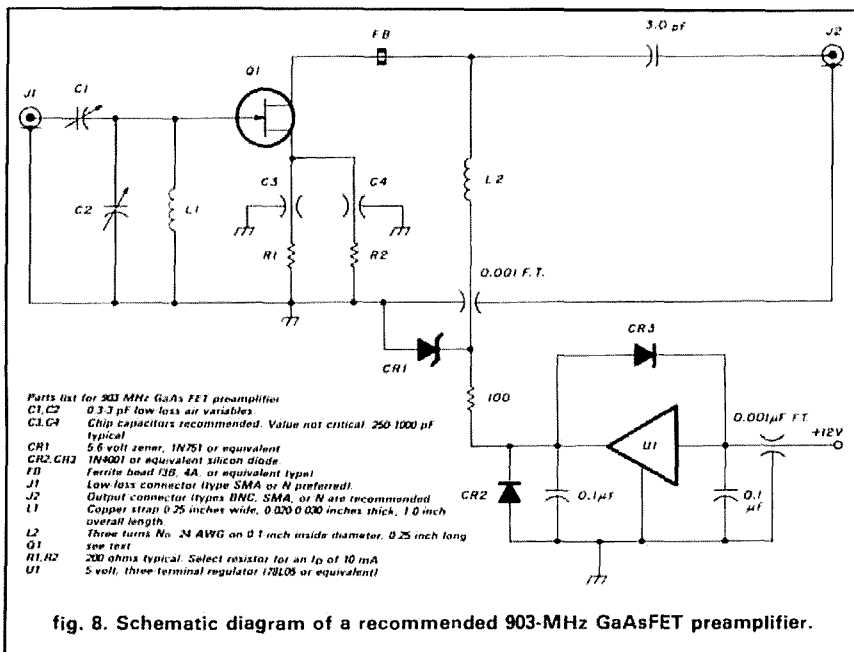 FB
3.0 pf
J2
Q1
J1
C1
C2
L1
C3
C4
R1
R2
L2
0.001 F.T.
CR1
CR3
100
0.001µF FT.
+12V
U1
CR2
0.1µf
0.1
µf
Parts list for 903 MHz GaAs FET preamplifier
C1,C2 0.3-3 pF low loss air variables
C3,C4 Chip capacitors recommended. Value not critical. 250-1000 pF
typical
CR1 5.6 volt zener, 1N751 or equivalent
CR2,CR3 1N4001 or equivalent silicon diode
FB Ferrite bead (3B, 4A, or equivalent type)
J1 Low loss connector (type SMA or N preferred).
J2 Output connector (types BNC, SMA, or N are recommended
L1 Copper strap 0.25 inches wide, 0.020-0.030 inches thick, 1.0 inch
overall length
L2 Three turns No. 24 AWG on 0.1 inch inside diameter, 0.25 inch long
Q1 see text
R1,R2 200 ohms typical. Select resistor for an ID of 10 mA
U1 5 volt, three terminal regulator (78L05 or equivalent)
fig. 8. Schematic diagram of a recommended 903-MHz GaAsFET preamplifier.